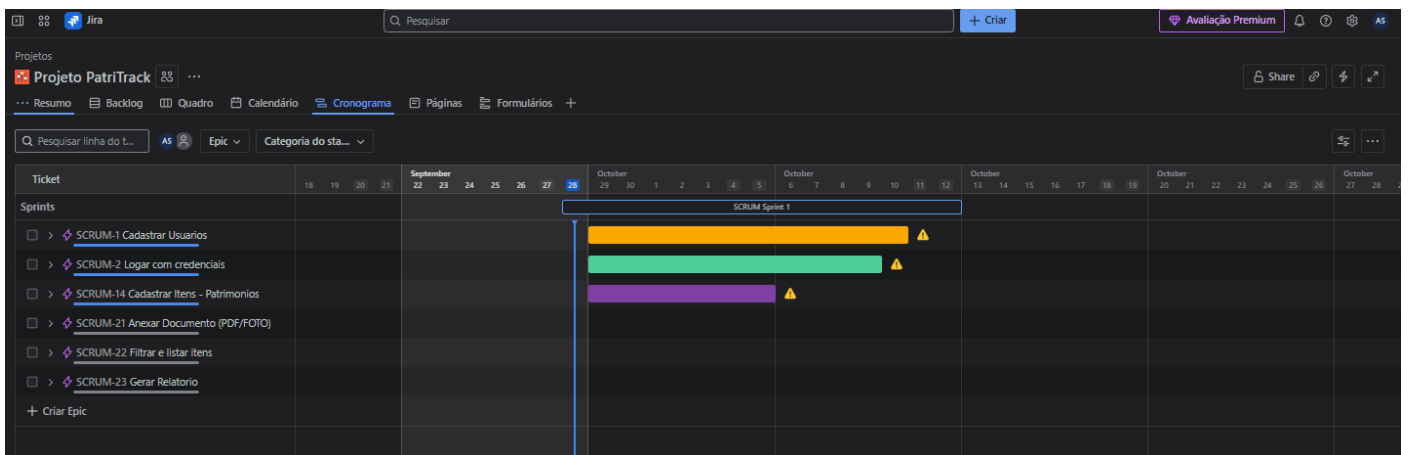 Jira
Pesquisar
+ Criar
Avaliação Premium
AS
Projetos
Projeto PatriTrack
Share
Resumo
Backlog
Quadro
Calendário
Cronograma
Páginas
Formulários
Pesquisar linha do t...
AS
Epic
Categoria do sta...
Ticket
September
October
October
October
October
October
18 19 20 21 22 23 24 25 26 27 28 29 30 1 2 3 4 5 6 7 8 9 10 11 12 13 14 15 16 17 18 19 20 21 22 23 24 25 26 27 28
Sprints
SCRUM Sprint 1
SCRUM-1 Cadastrar Usuarios
SCRUM-2 Logar com credenciais
SCRUM-14 Cadastrar Itens - Patrimonios
SCRUM-21 Anexar Documento (PDF/FOTO)
SCRUM-22 Filtrar e listar itens
SCRUM-23 Gerar Relatorio
+ Criar Epic